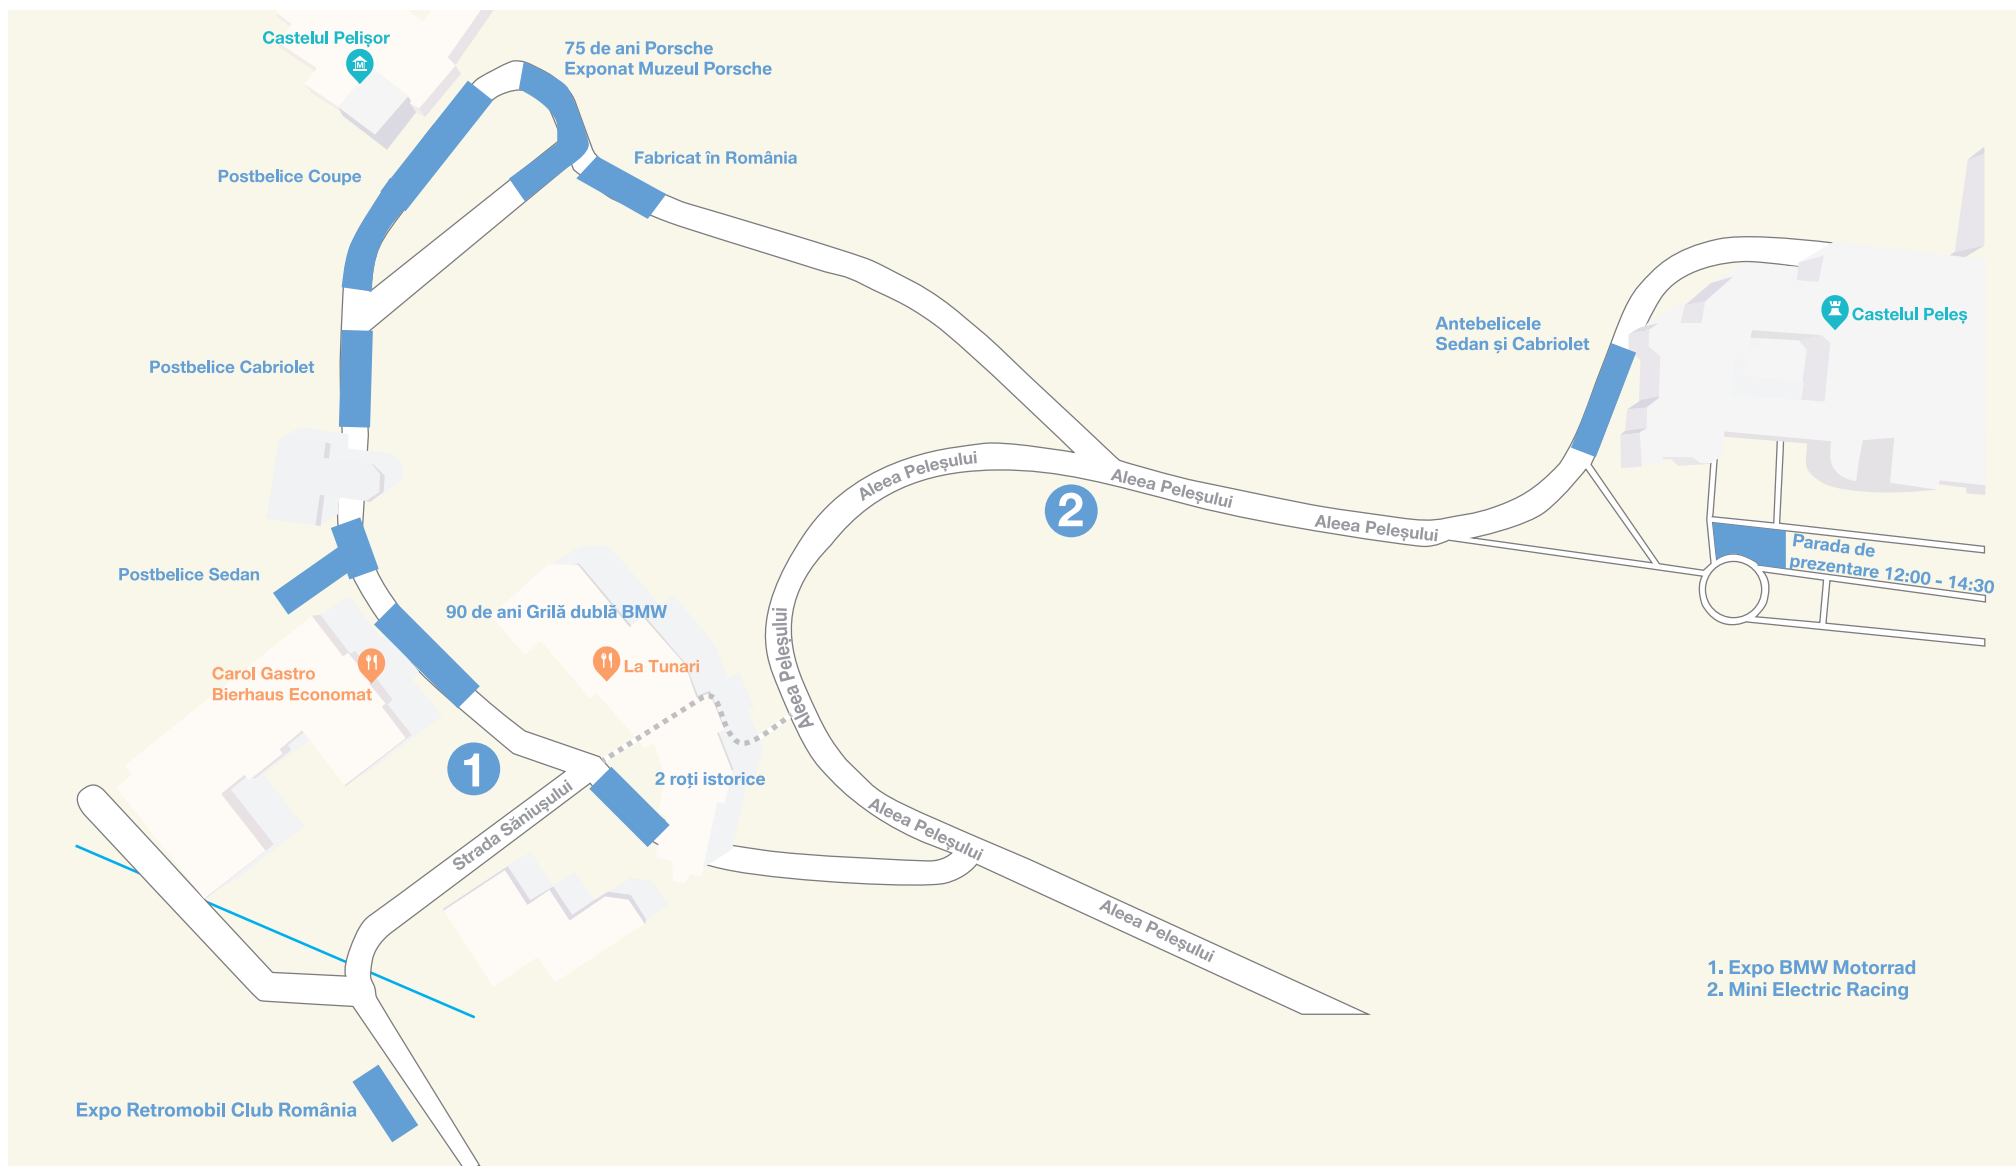 Castelul Pelișor
75 de ani Porsche
Exponat Muzeul Porsche
Fabricat în România
Postbelice Coupe
Antebelicele
Sedan și Cabriolet
Castelul Peleș
Postbelice Cabriolet
Aleea Peleșului
Aleea Peleșului
Aleea Peleșului
2
Parada de
prezentare 12:00 - 14:30
Postbelice Sedan
90 de ani Grilă dublă BMW
La Tunari
Aleea Peleșului
Carol Gastro
Bierhaus Economat
1
2 roți istorice
Strada Săniușului
Aleea Peleșului
Aleea Peleșului
1. Expo BMW Motorrad
2. Mini Electric Racing
Expo Retromobil Club România